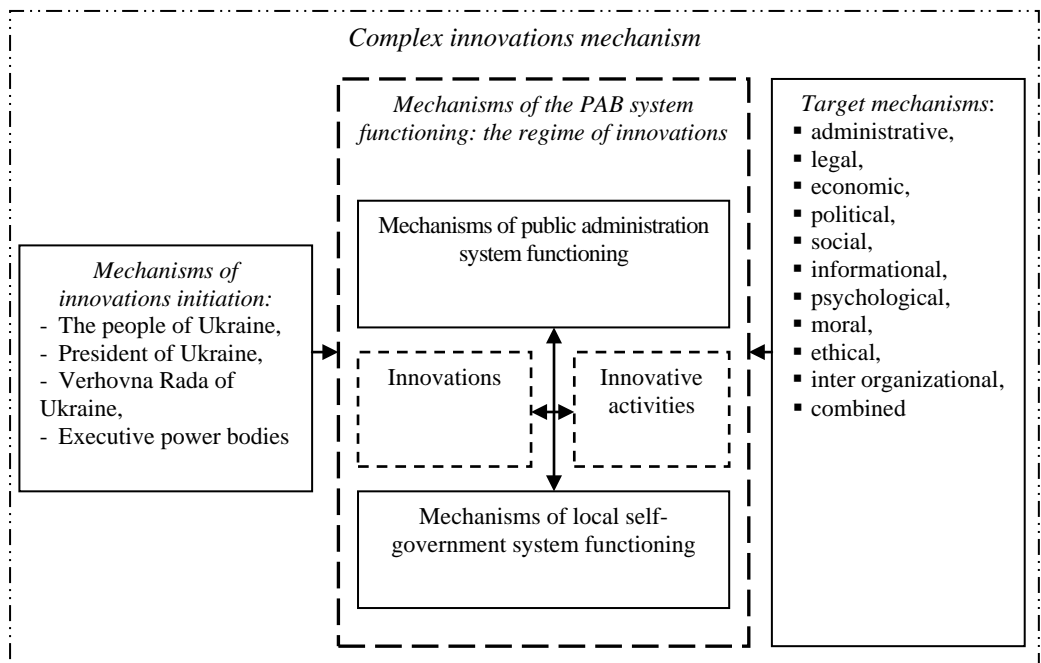 Complex innovations mechanism
Mechanisms of innovations initiation:
- The people of Ukraine,
- President of Ukraine,
- Verhovna Rada of
Ukraine,
- Executive power bodies
Mechanisms of the PAB system
functioning: the regime of innovations
Mechanisms of public administration
system functioning
Innovations
Innovative
activities
Mechanisms of local self-
government system functioning
Target mechanisms:
▪ administrative,
▪ legal,
▪ economic,
▪ political,
▪ social,
▪ informational,
▪ psychological,
▪ moral,
▪ ethical,
▪ inter organizational,
▪ combined